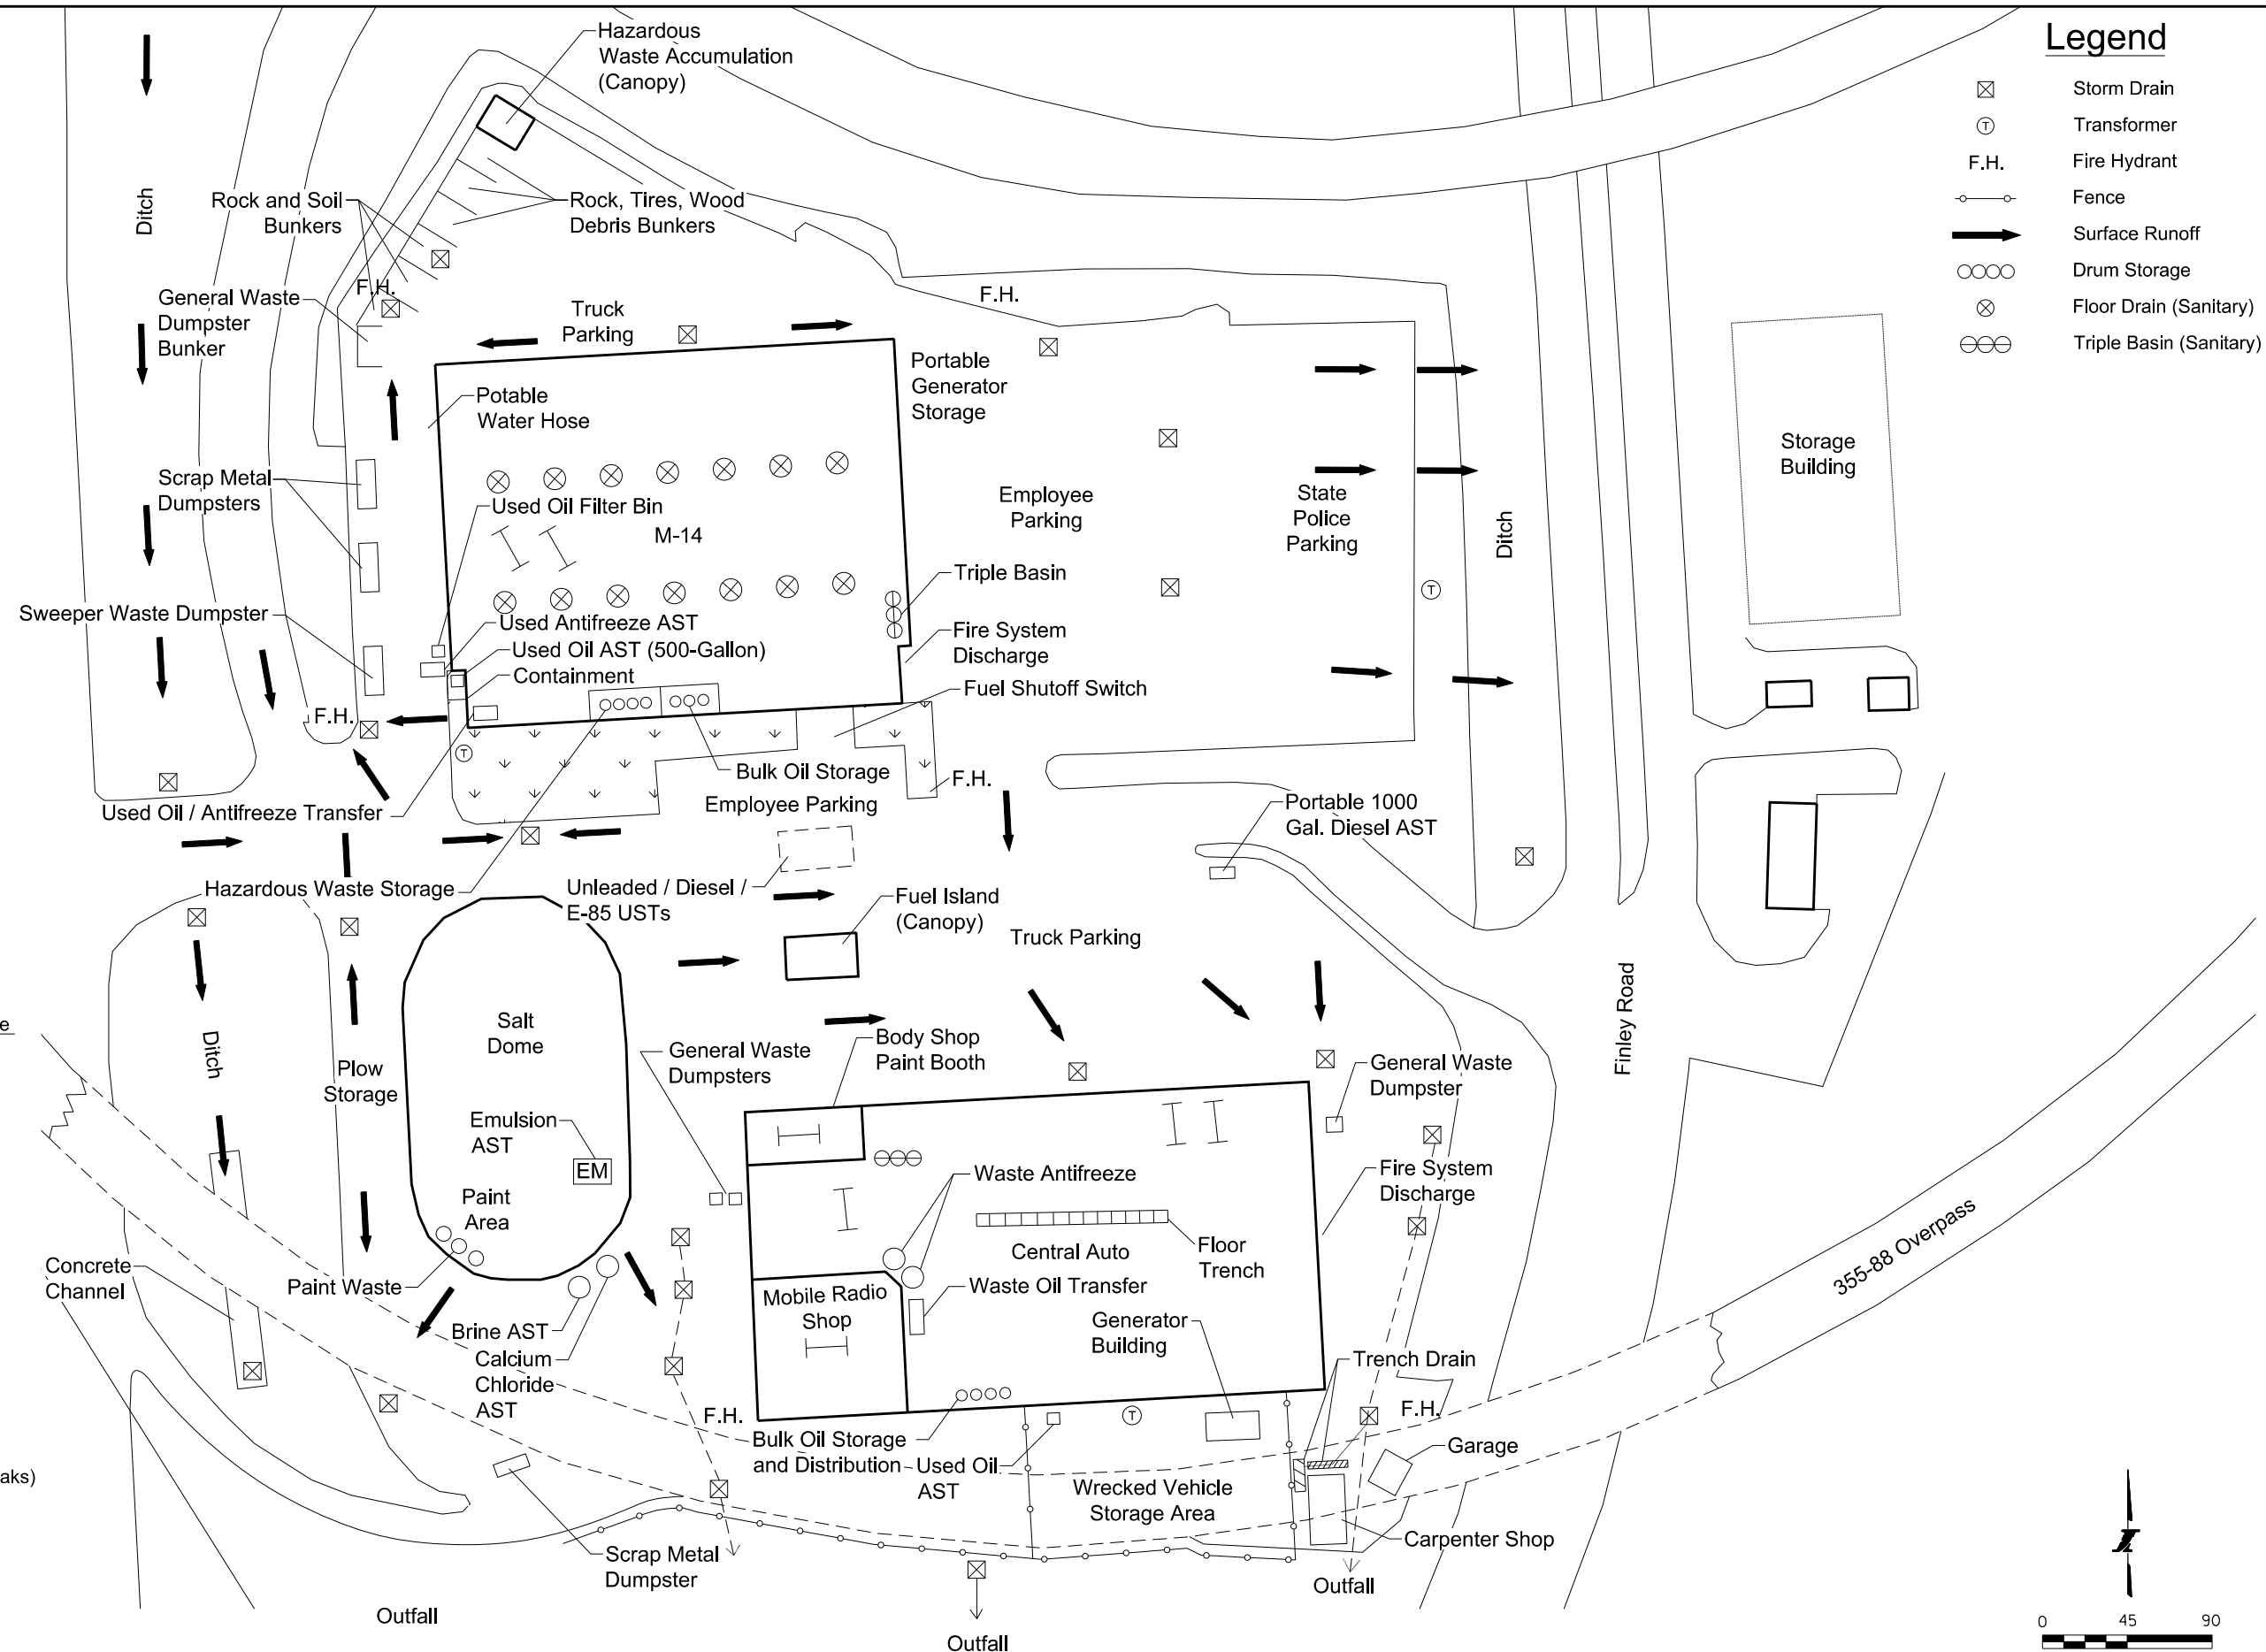 Legend
Storm Drain
T
Transformer
F.H.
Fire Hydrant
Fence
Surface Runoff
Drum Storage
Floor Drain (Sanitary)
Triple Basin (Sanitary)
Hazardous
Waste Accumulation
(Canopy)
Ditch
Rock and Soil
Bunkers
Rock, Tires, Wood
Debris Bunkers
F.H.
General Waste
Dumpster
Bunker
Truck
Parking
F.H.
Portable
Generator
Storage
Potable
Water Hose
Storage
Building
Scrap Metal
Dumpsters
Used Oil Filter Bin
M-14
Employee
Parking
State
Police
Parking
Ditch
Triple Basin
T
Sweeper Waste Dumpster
Used Antifreeze AST
Used Oil AST (500-Gallon)
Containment
Fire System
Discharge
Fuel Shutoff Switch
F.H.
T
Bulk Oil Storage
F.H.
Employee Parking
Used Oil / Antifreeze Transfer
Portable 1000
Gal. Diesel AST
Hazardous Waste Storage
Unleaded / Diesel /
E-85 USTs
Fuel Island
(Canopy)
Truck Parking
Finley Road
e
Ditch
Salt
Dome
Plow
Storage
General Waste
Dumpsters
Body Shop
Paint Booth
General Waste
Dumpster
Emulsion
AST
EM
Paint
Area
Waste Antifreeze
Fire System
Discharge
Floor
Trench
Central Auto
355-88 Overpass
Concrete
Channel
Paint Waste
Waste Oil Transfer
Mobile Radio
Shop
Brine AST
Calcium
Chloride
AST
Generator
Building
Trench Drain
F.H.
T
F.H.
Bulk Oil Storage
and Distribution
Used Oil
AST
Garage
aks)
Wrecked Vehicle
Storage Area
Carpenter Shop
Scrap Metal
Dumpster
Outfall
Outfall
Outfall
0 45 90